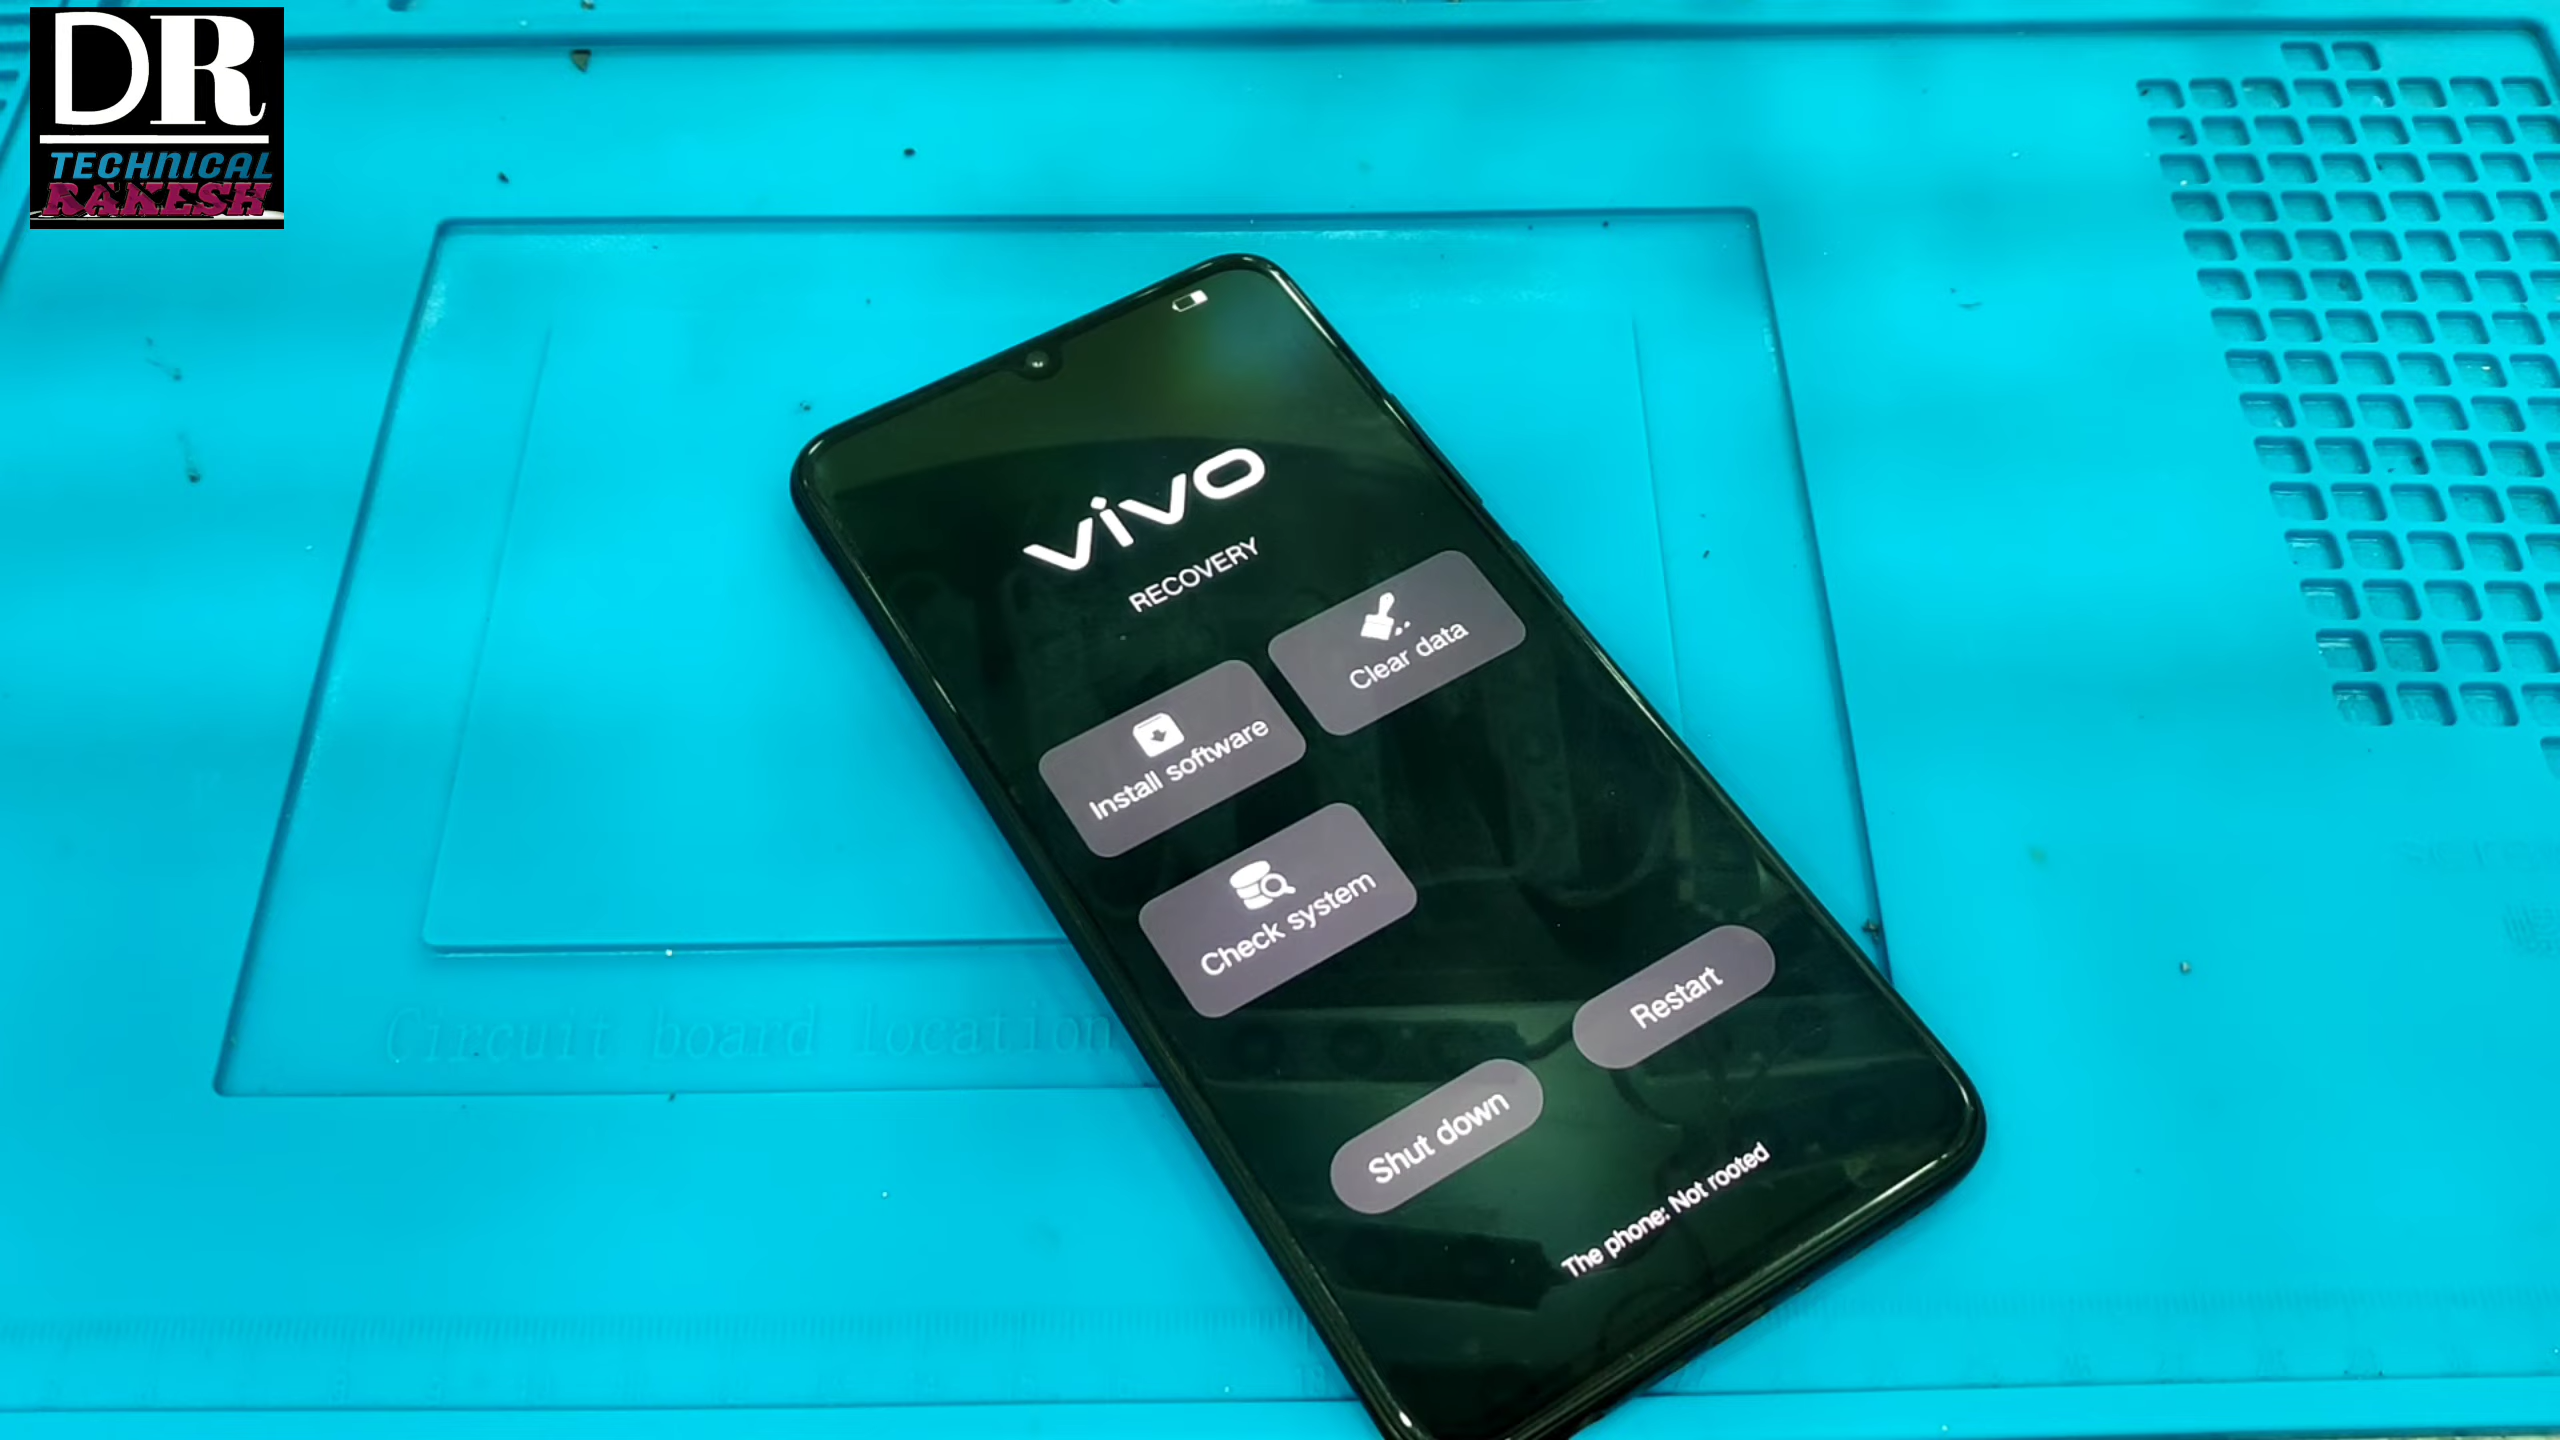 DR
TECHNICAL
RAKESH
vivo
RECOVERY
Install software
Clear data
Check system
Restart
Shut down
The phone: Not rooted
Circuit board location